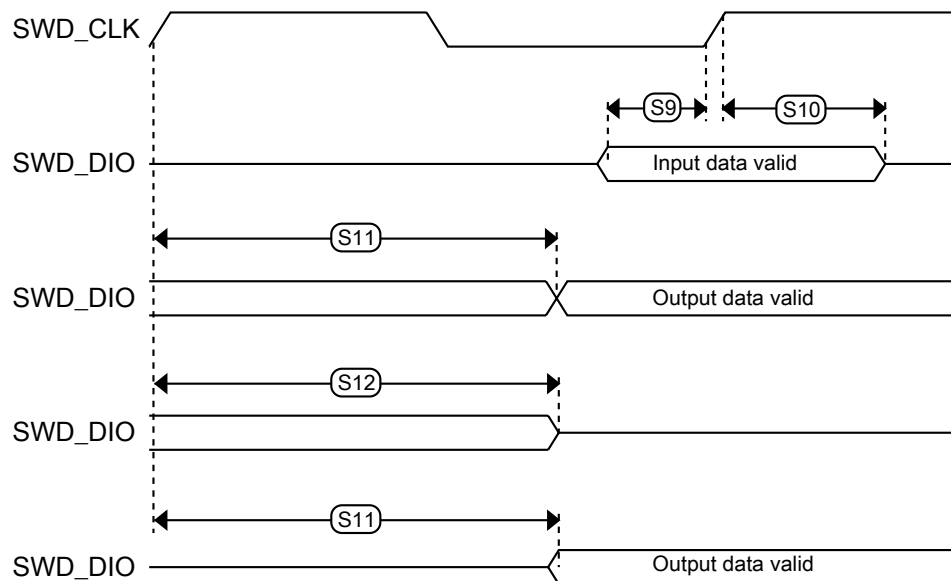 SWD_CLK
S9
S10
SWD_DIO
Input data valid
S11
SWD_DIO
Output data valid
S12
SWD_DIO
S11
SWD_DIO
Output data valid